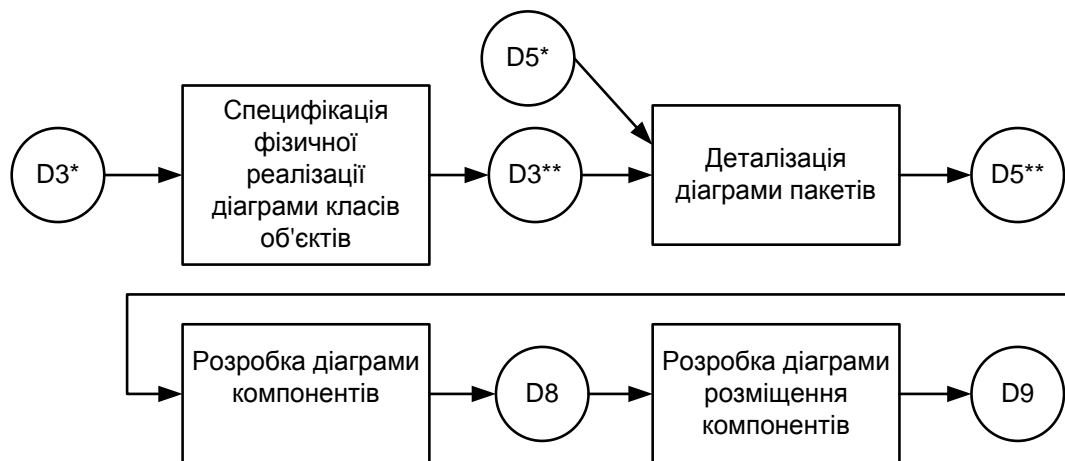 D5*
D3*
Специфікація
фізичної
реалізації
діаграми класів
об'єктів
D3**
Деталізація
діаграми пакетів
D5**
Розробка діаграми
компонентів
D8
Розробка діаграми
розміщення
компонентів
D9